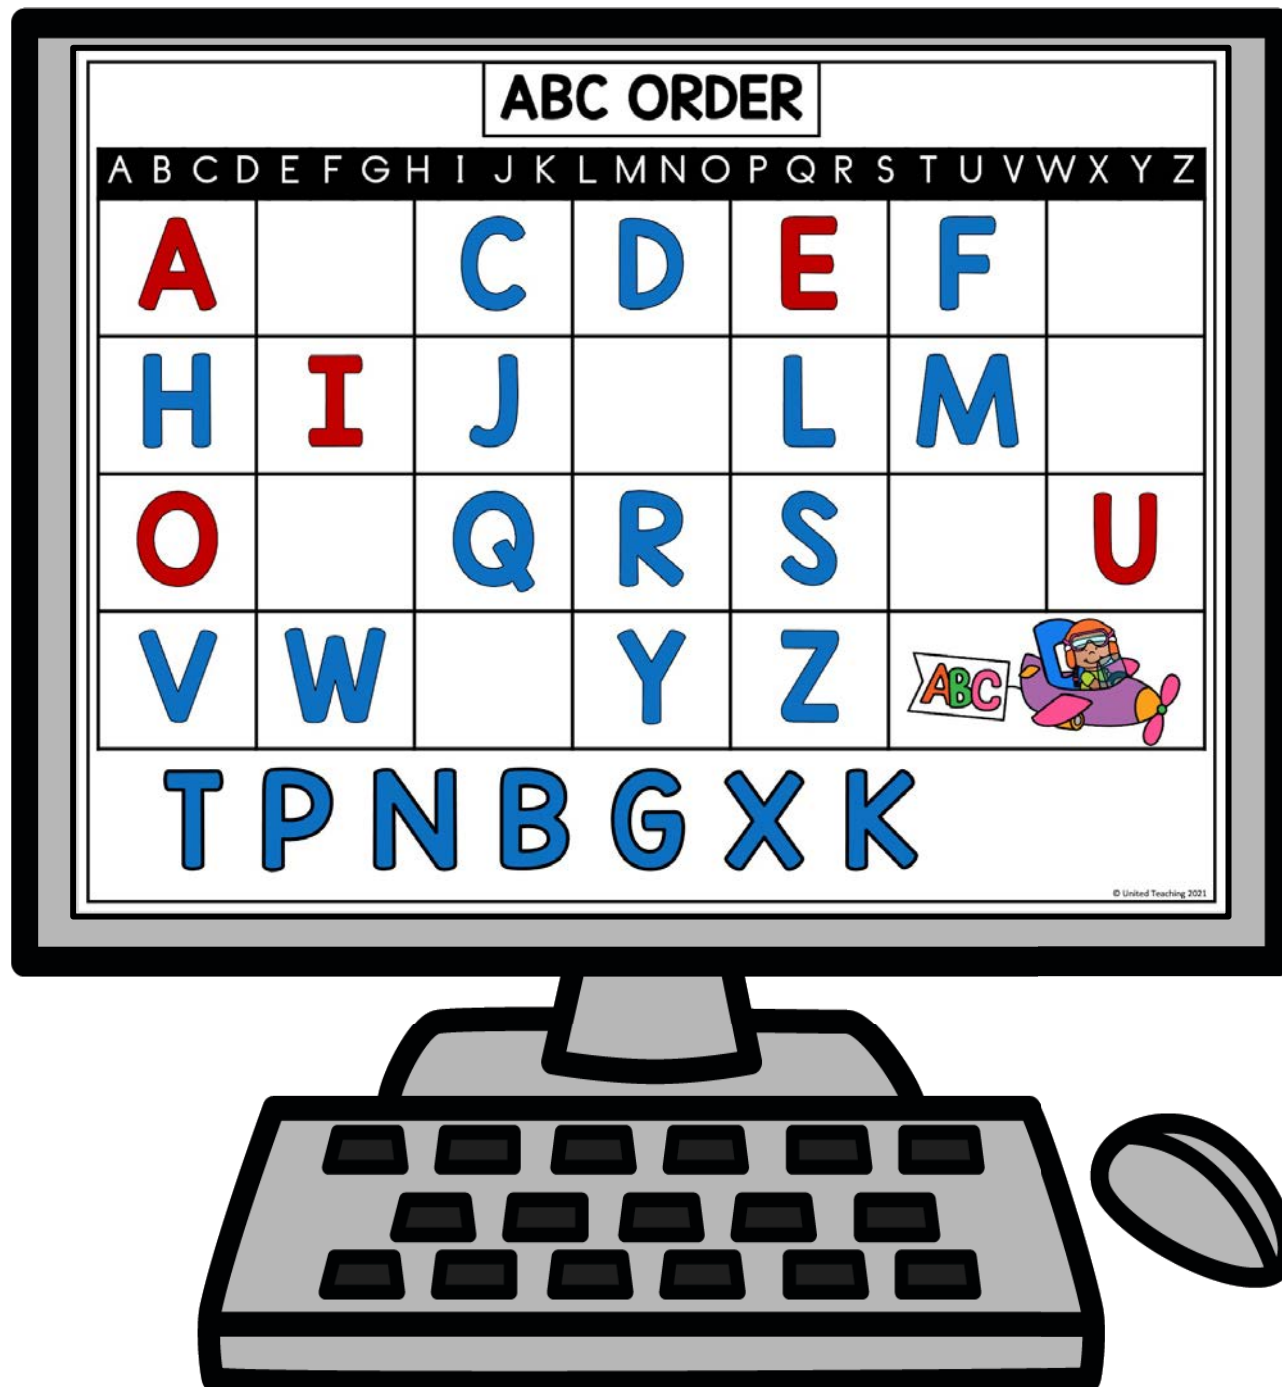 ABC ORDER
A B C D E F G H I J K L M N O P Q R S T U V W X Y Z
A C D E F
H I J L M
O Q R S U
V W Y Z ABC
T P N B G X K
© United Teaching 2021